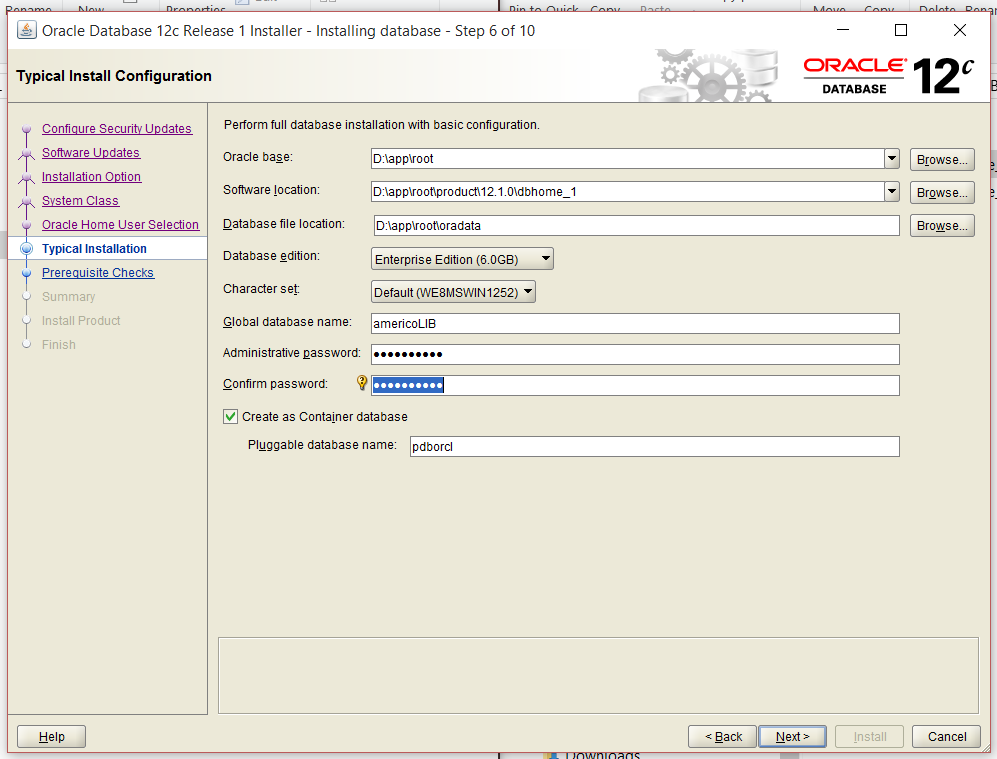 Rename New Properties
Pin to Quick Copy Paste Move Copy Delete
Oracle Database 12c Release 1 Installer - Installing database - Step 6 of 10
Typical Install Configuration
ORACLE
DATABASE
12c
Configure Security Updates
Software Updates
Installation Option
System Class
Oracle Home User Selection
Typical Installation
Prerequisite Checks
Summary
Install Product
Finish
Perform full database installation with basic configuration.
Oracle base: D:\app\root Browse...
Software location: D:\app\root\product\12.1.0\dbhome_1 Browse...
Database file location: D:\app\root\oradata Browse...
Database edition: Enterprise Edition (6.0GB)
Character set: Default (WE8MSWIN1252)
Global database name: americoLIB
Administrative password: ●●●●●●●●●●
Confirm password: ●●●●●●●●●●
Create as Container database
Pluggable database name: pdborcl
Help < Back Next > Install Cancel
Downloads